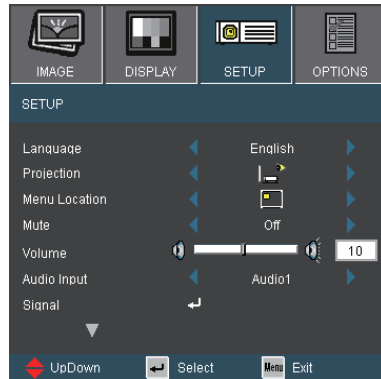 IMAGE DISPLAY SETUP OPTIONS
SETUP
Language English
Projection
Menu Location
Mute Off
Volume 10
Audio Input Audio1
Signal
UpDown Select Menu Exit